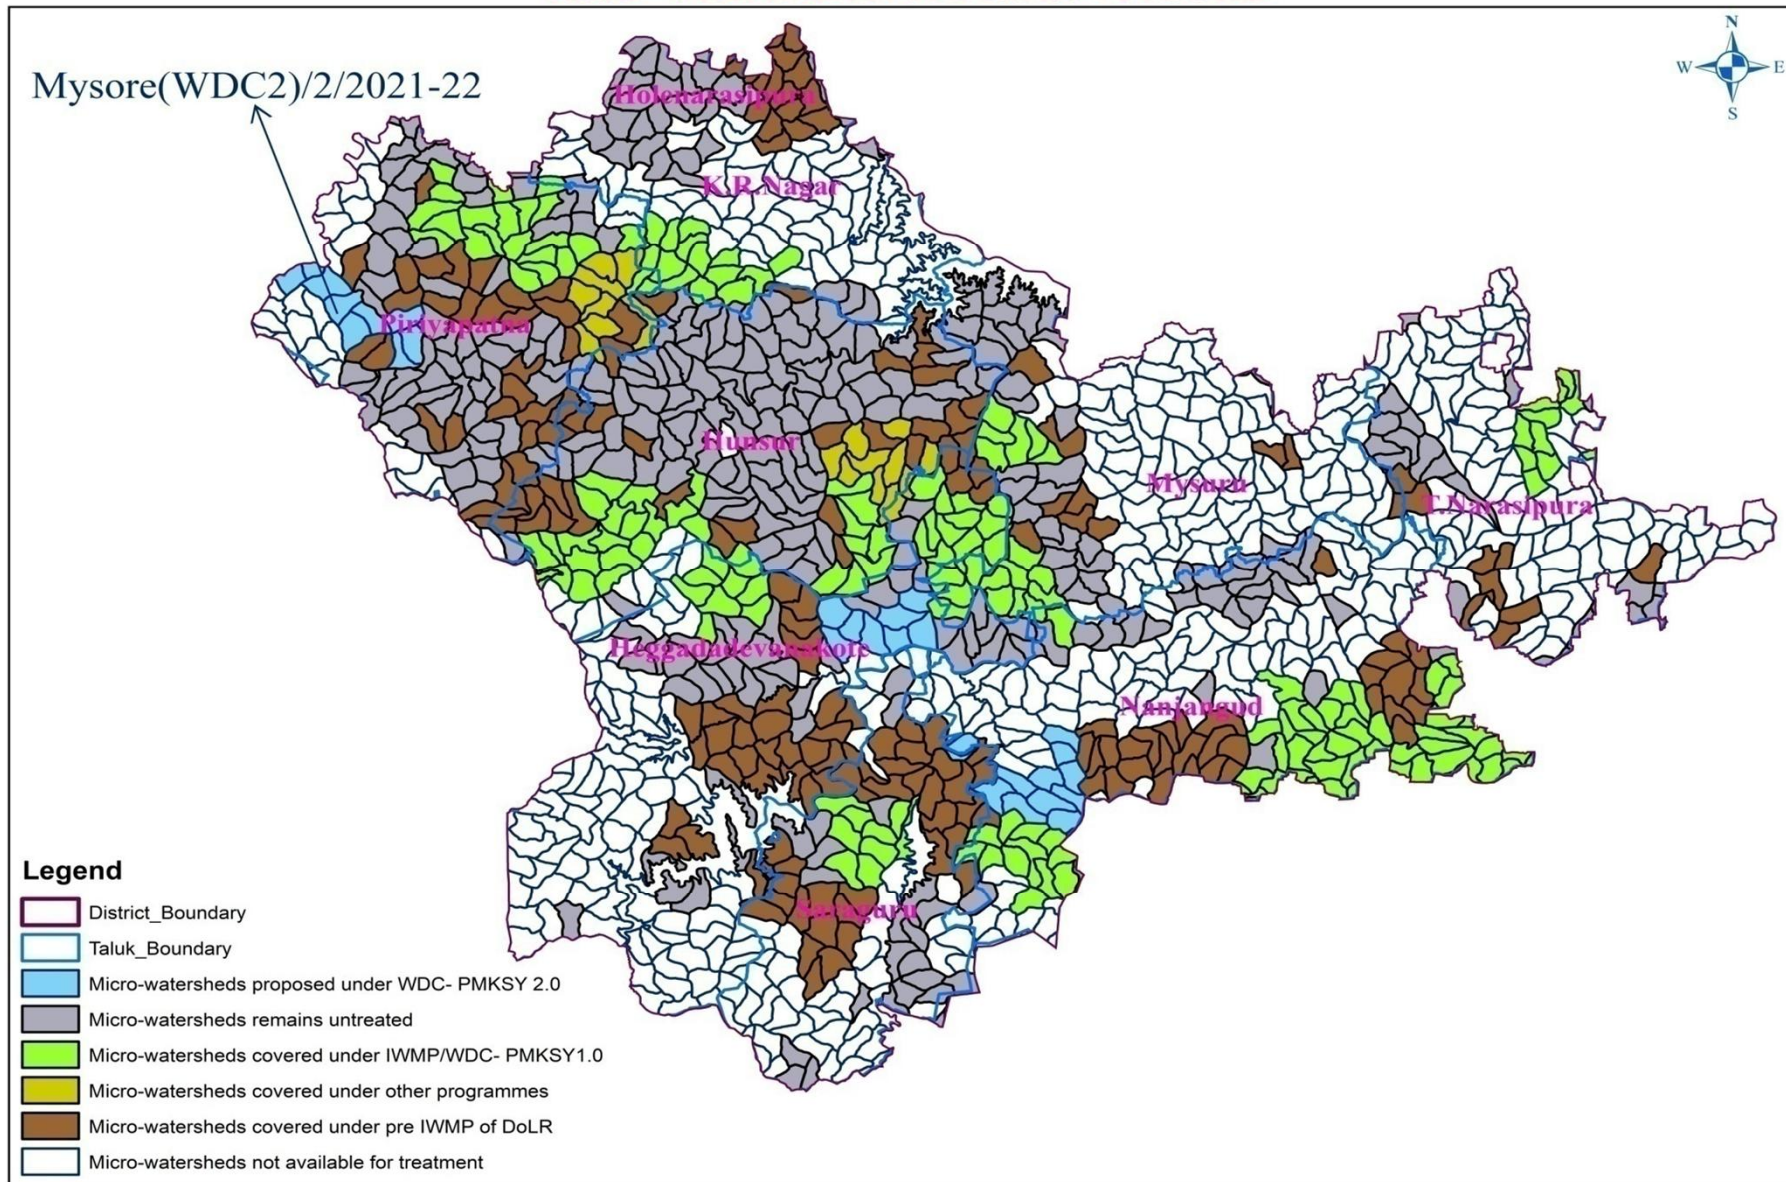 N
W
E
S
Mysore(WDC2)/2/2021-22
Holenarasipura
K.R.Nagar
Piriyapatna
Hunsur
Mysuru
T.Narasipura
Heggadadevanakote
Nanjangud
Saraguru
Legend
District_Boundary
Taluk_Boundary
Micro-watersheds proposed under WDC- PMKSY 2.0
Micro-watersheds remains untreated
Micro-watersheds covered under IWMP/WDC- PMKSY1.0
Micro-watersheds covered under other programmes
Micro-watersheds covered under pre IWMP of DoLR
Micro-watersheds not available for treatment